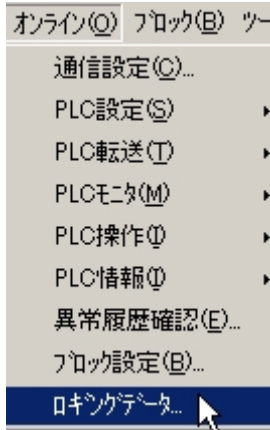 オンライン(O) ブロック(B) ツー
通信設定(C)...
PLC設定(S)
PLC転送(T)
PLCモニタ(M)
PLC操作(I)
PLC情報(I)
異常履歴確認(E)...
ブロック設定(B)...
ロギングデータ...